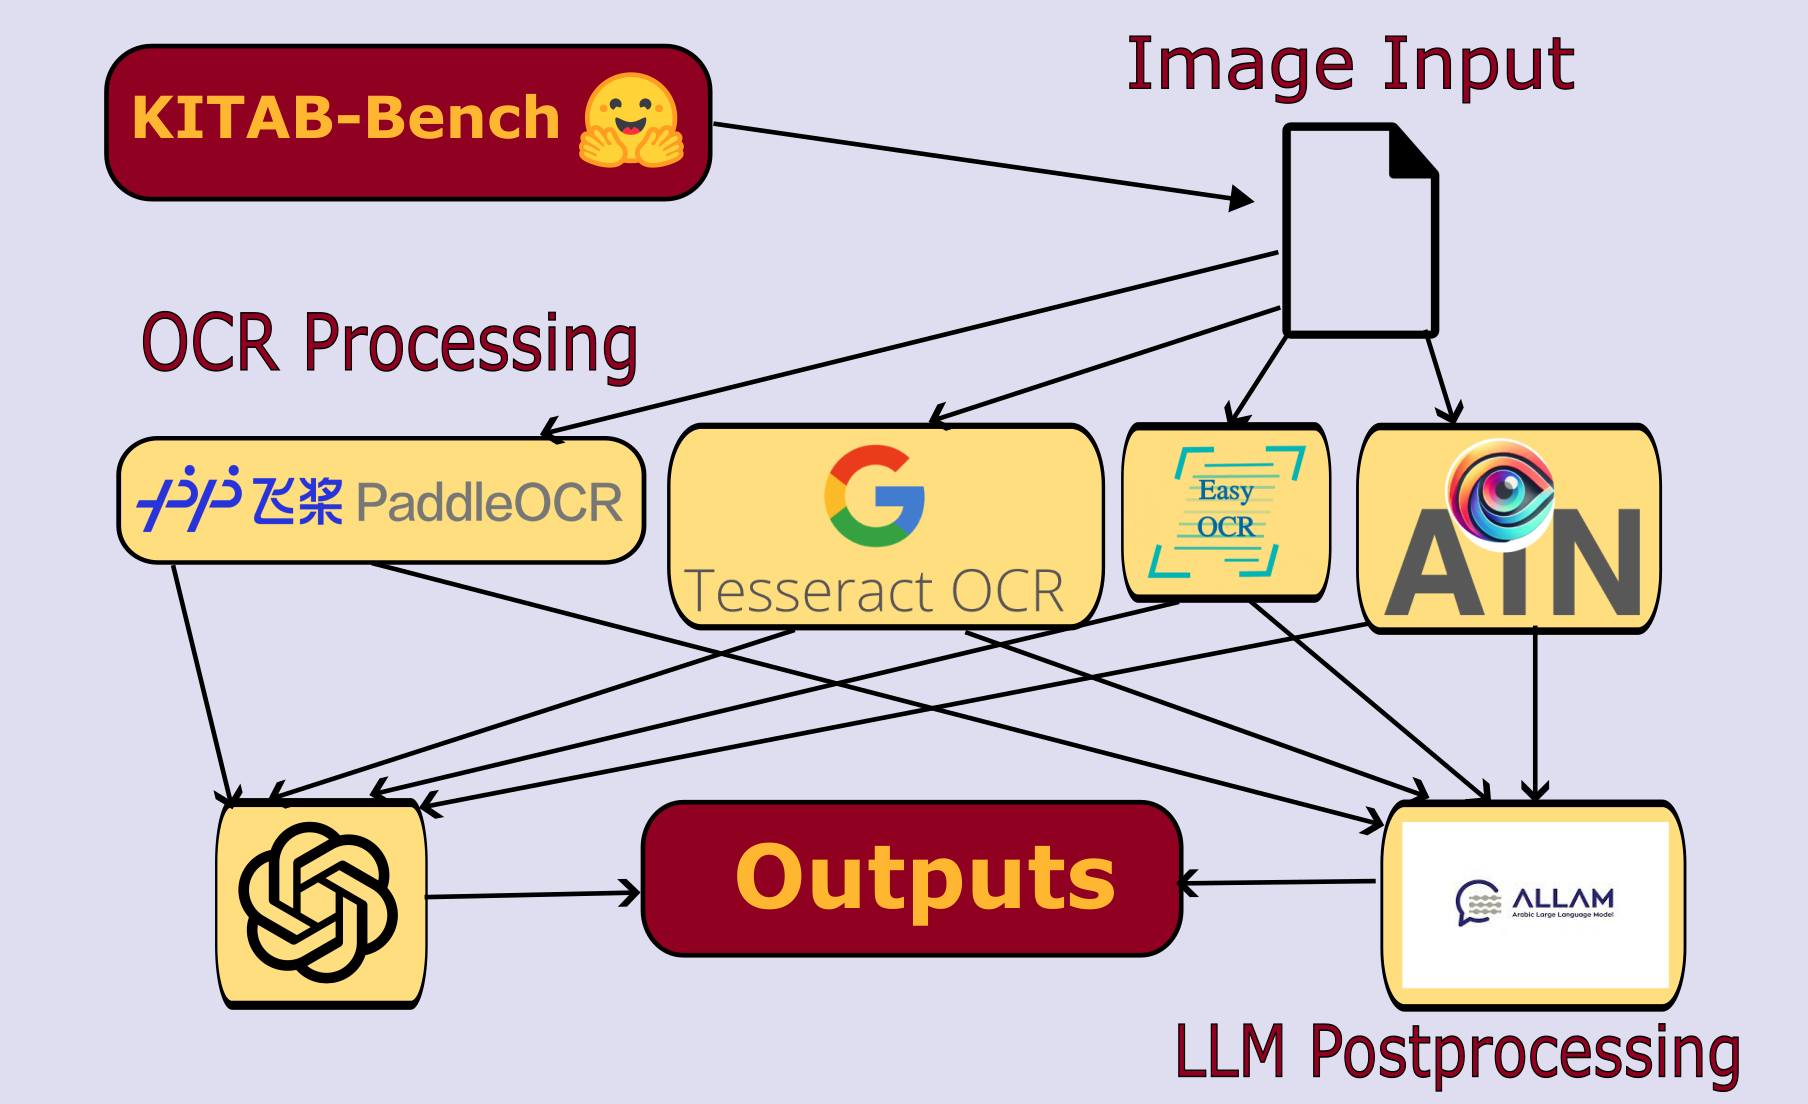 KITAB-Bench
Image Input
OCR Processing
飞桨 PaddleOCR
Tesseract OCR
Easy
OCR
AIN
Outputs
ALLAM
Arabic Large Language Model
LLM Postprocessing